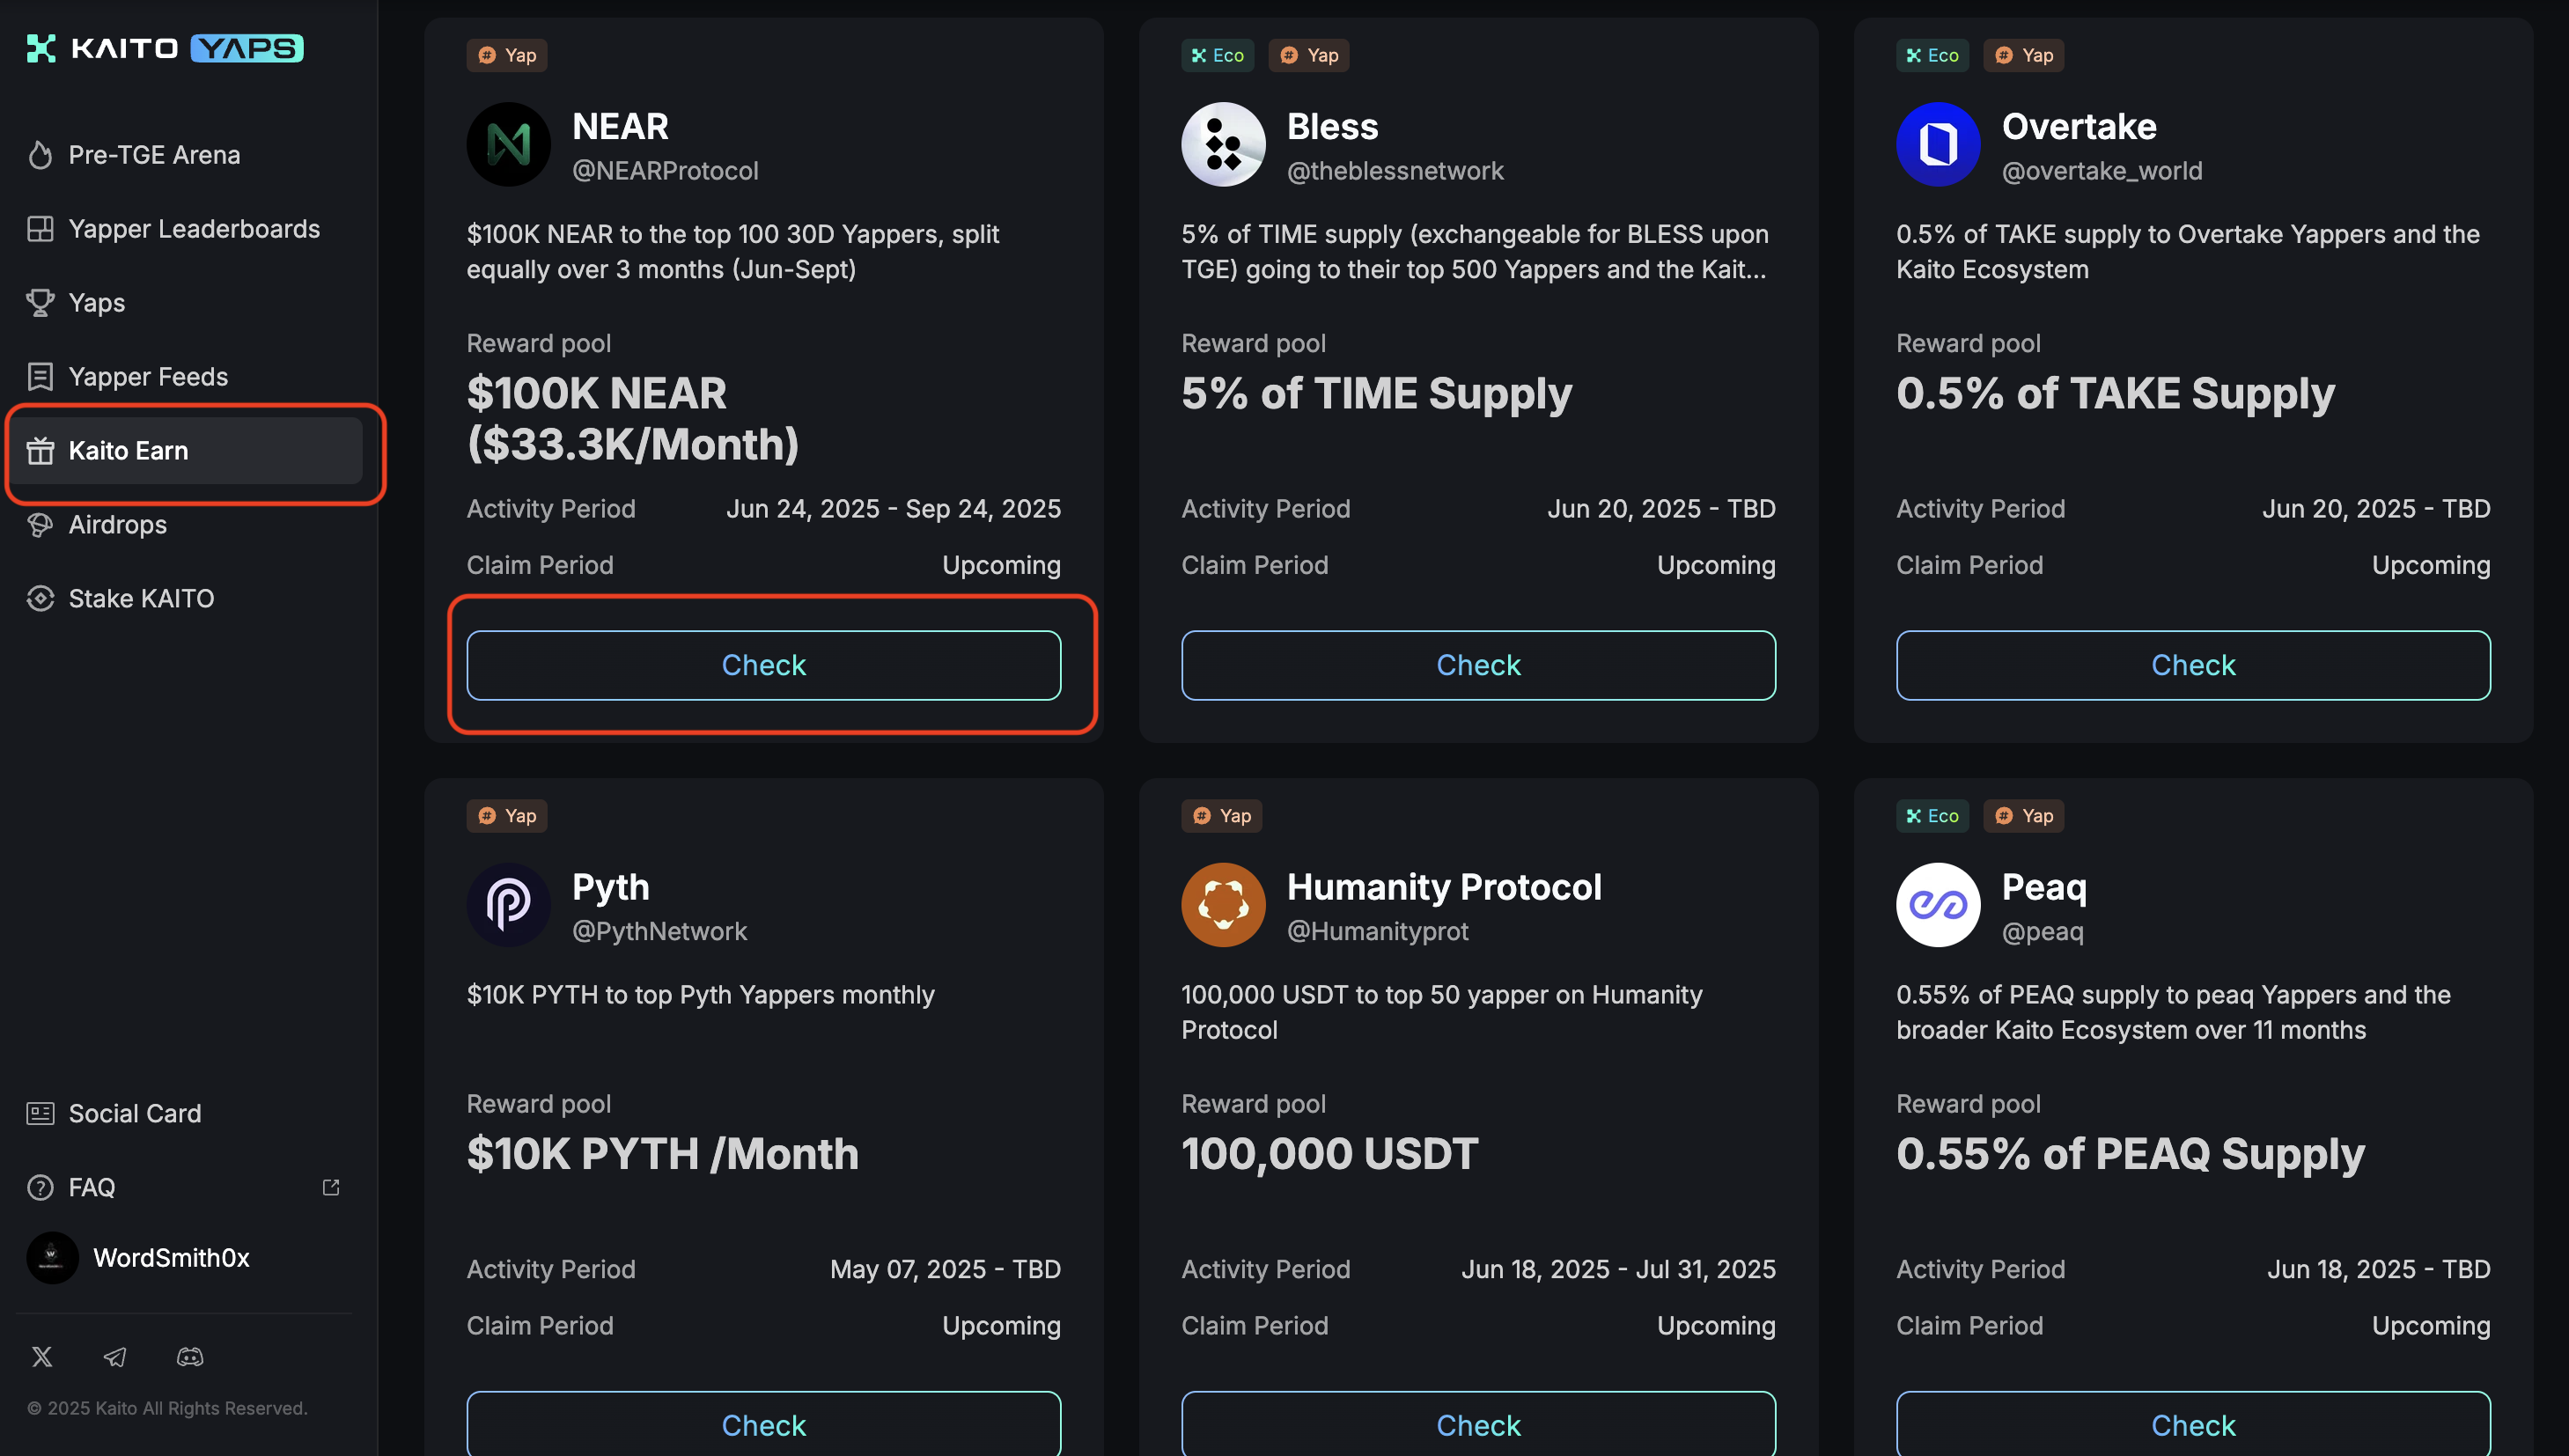 KAITO YAPS
Pre-TGE Arena
Yapper Leaderboards
Yaps
Yapper Feeds
Kaito Earn
Airdrops
Stake KAITO
Social Card
FAQ
WordSmith0x
© 2025 Kaito All Rights Reserved.
Yap
NEAR
@NEARProtocol
$100K NEAR to the top 100 30D Yappers, split
equally over 3 months (Jun-Sept)
Reward pool
$100K NEAR
($33.3K/Month)
Activity Period Jun 24, 2025 - Sep 24, 2025
Claim Period Upcoming
Check
Eco Yap
Bless
@theblessnetwork
5% of TIME supply (exchangeable for BLESS upon
TGE) going to their top 500 Yappers and the Kait...
Reward pool
5% of TIME Supply
Activity Period Jun 20, 2025 - TBD
Claim Period Upcoming
Check
Eco Yap
Overtake
@overtake_world
0.5% of TAKE supply to Overtake Yappers and the
Kaito Ecosystem
Reward pool
0.5% of TAKE Supply
Activity Period Jun 20, 2025 - TBD
Claim Period Upcoming
Check
Yap
Pyth
@PythNetwork
$10K PYTH to top Pyth Yappers monthly
Reward pool
$10K PYTH /Month
Activity Period May 07, 2025 - TBD
Claim Period Upcoming
Check
Yap
Humanity Protocol
@Humanityprot
100,000 USDT to top 50 yapper on Humanity
Protocol
Reward pool
100,000 USDT
Activity Period Jun 18, 2025 - Jul 31, 2025
Claim Period Upcoming
Check
Eco Yap
Peaq
@peaq
0.55% of PEAQ supply to peaq Yappers and the
broader Kaito Ecosystem over 11 months
Reward pool
0.55% of PEAQ Supply
Activity Period Jun 18, 2025 - TBD
Claim Period Upcoming
Check